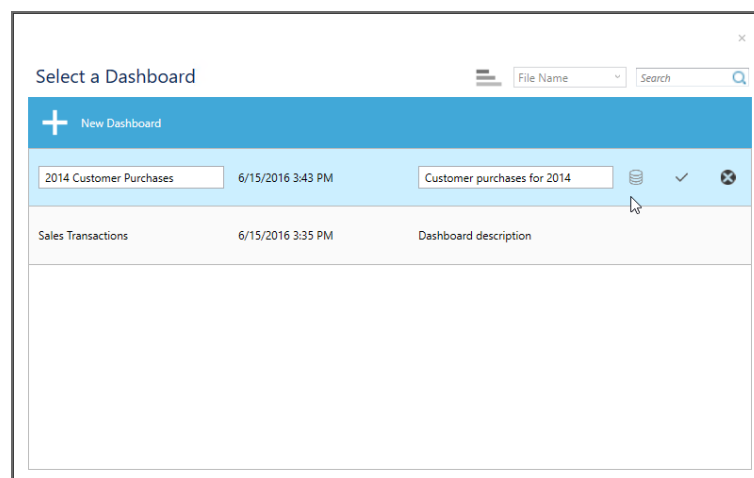 Select a Dashboard
File Name
Search
New Dashboard
2014 Customer Purchases 6/15/2016 3:43 PM Customer purchases for 2014
Sales Transactions 6/15/2016 3:35 PM Dashboard description